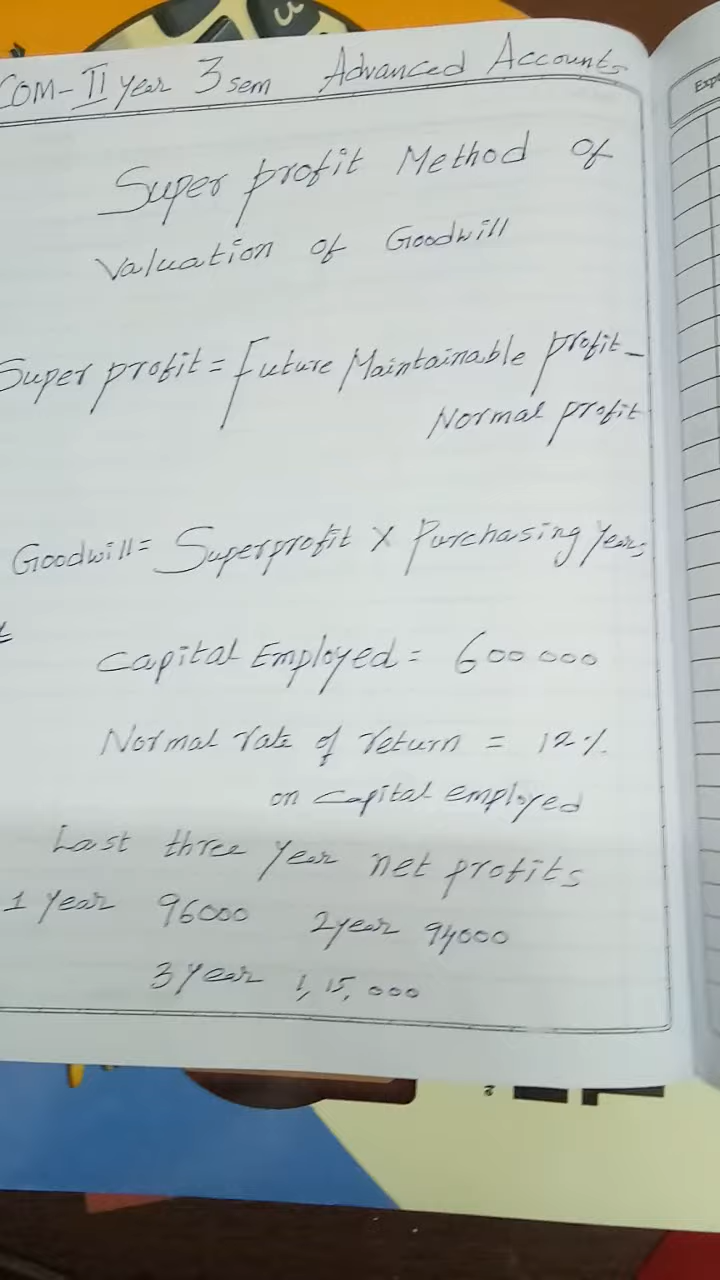 COM-II year 3 sem Advanced Accounts
Super profit Method of
Valuation of Goodwill
Super profit = Future Maintainable profit -
Normal profit
Goodwill = Superprofit X Purchasing Years
Capital Employed = 600000
Normal rate of return = 12%
on capital employed
Last three year net profits
1 year 96000 2year 94000
3 year 1,15,000